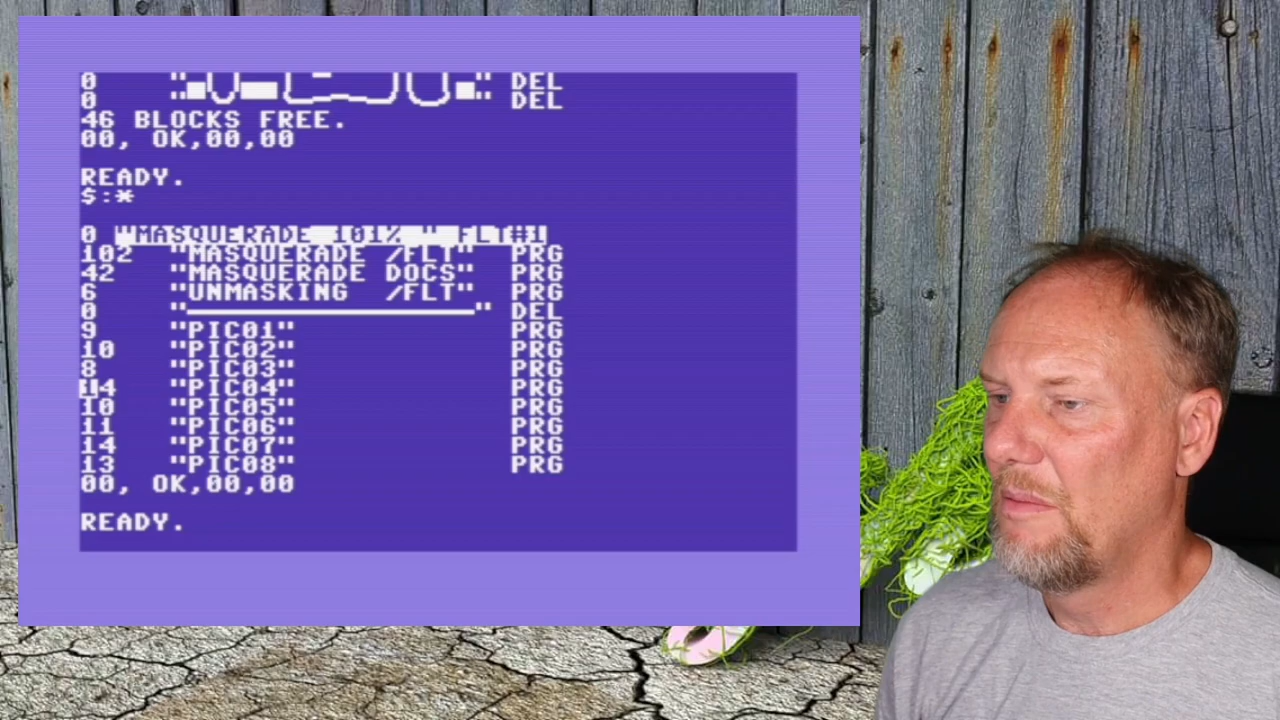 0 DEL
0 DEL
46 BLOCKS FREE.
00, OK,00,00
READY.
$:*
0 "MASQUERADE 101% " FLT#1
102 "MASQUERADE /FLT" PRG
42 "MASQUERADE DOCS" PRG
6 "UNMASKING /FLT" PRG
0 "" DEL
9 "PIC01" PRG
10 "PIC02" PRG
8 "PIC03" PRG
14 "PIC04" PRG
10 "PIC05" PRG
11 "PIC06" PRG
14 "PIC07" PRG
13 "PIC08" PRG
00, OK,00,00
READY.